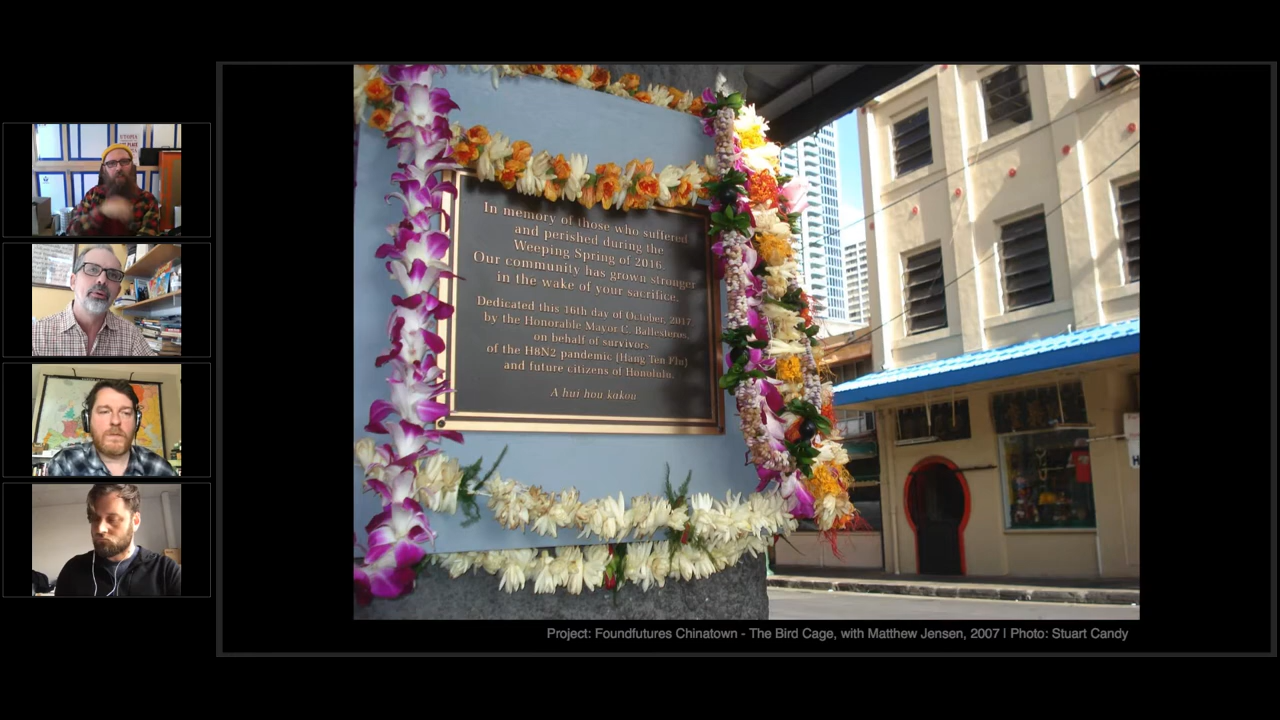 UTOPIA
In memory of those who suffered
and perished during the
Weeping Spring of 2016.
Our community has grown stronger
in the wake of your sacrifice.
Dedicated this 16th day of October, 2017,
by the Honorable Mayor C. Ballesteros,
on behalf of survivors
of the H8N2 pandemic [Hang Ten Flu]
and future citizens of Honolulu.
A hui hou kakou
H
Project: Foundfutures Chinatown - The Bird Cage, with Matthew Jensen, 2007 | Photo: Stuart Candy